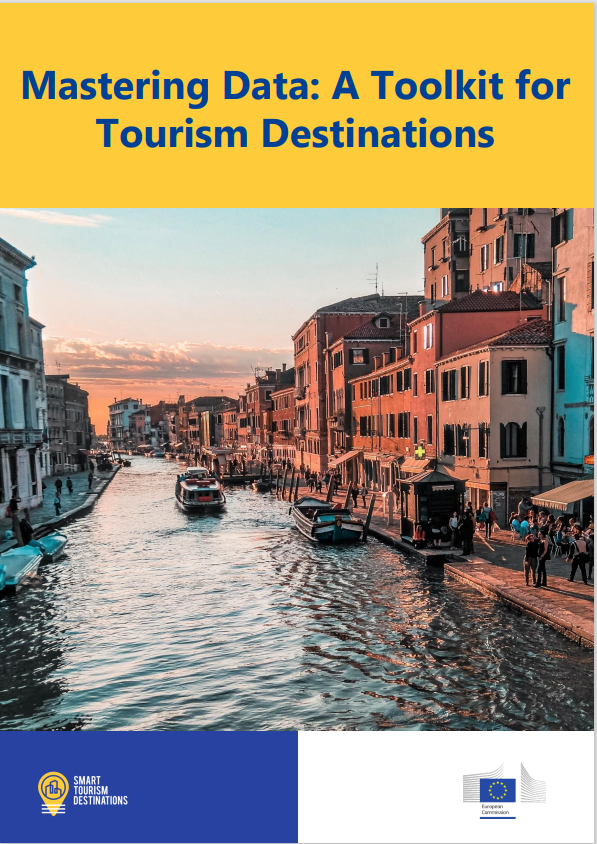 Mastering Data: A Toolkit for
Tourism Destinations
SMART
TOURISM
DESTINATIONS
European
Commission